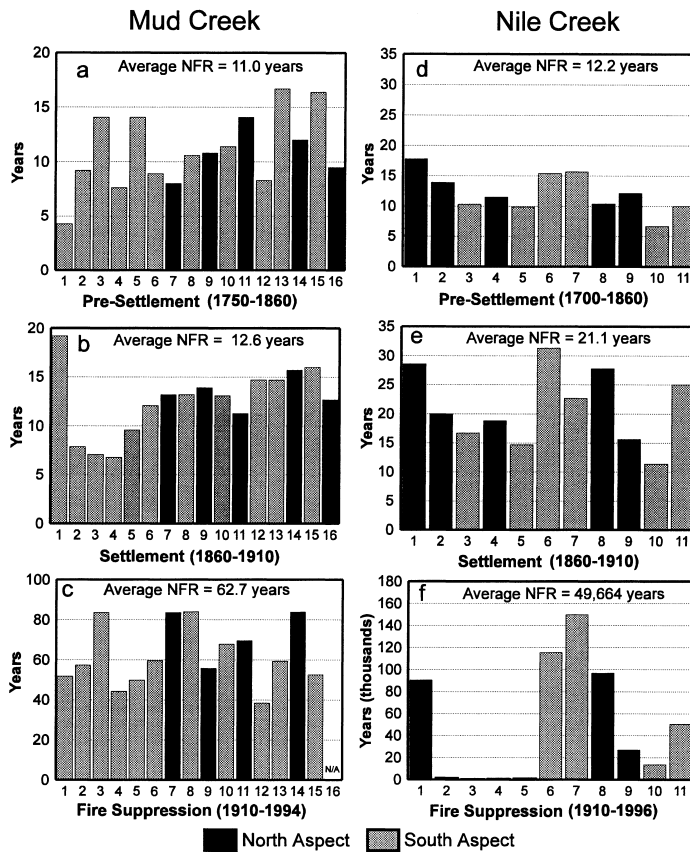 Mud Creek
a
Average NFR = 11.0 years
Years
20
15
10
5
0
1 2 3 4 5 6 7 8 9 10 11 12 13 14 15 16
Pre-Settlement (1750-1860)
b
Average NFR = 12.6 years
Years
20
15
10
5
0
1 2 3 4 5 6 7 8 9 10 11 12 13 14 15 16
Settlement (1860-1910)
c
Average NFR = 62.7 years
Years
100
80
60
40
20
0
N/A
1 2 3 4 5 6 7 8 9 10 11 12 13 14 15 16
Fire Suppression (1910-1994)
Nile Creek
d
Average NFR = 12.2 years
Years
35
30
25
20
15
10
5
0
1 2 3 4 5 6 7 8 9 10 11
Pre-Settlement (1700-1860)
e
Average NFR = 21.1 years
Years
35
30
25
20
15
10
5
0
1 2 3 4 5 6 7 8 9 10 11
Settlement (1860-1910)
f
Average NFR = 49,664 years
Years (thousands)
180
160
140
120
100
80
60
40
20
0
1 2 3 4 5 6 7 8 9 10 11
Fire Suppression (1910-1996)
North Aspect
South Aspect